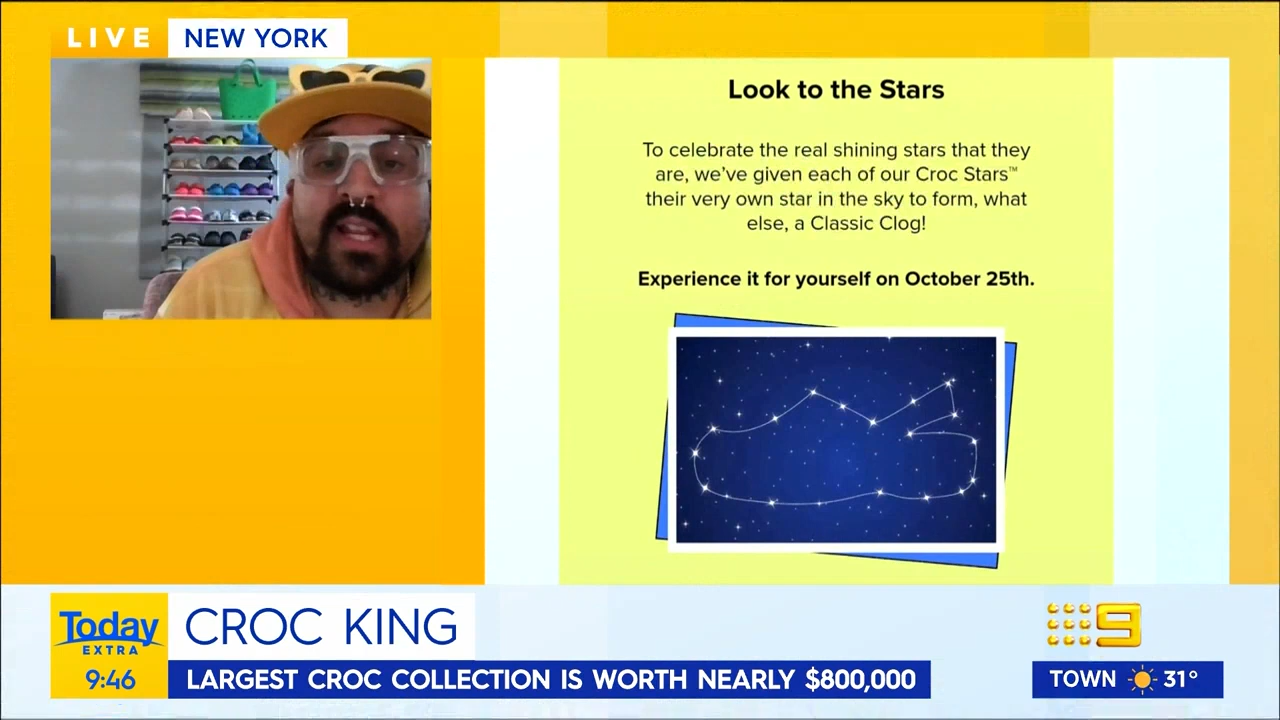 LIVE
NEW YORK
Look to the Stars
To celebrate the real shining stars that they
are, we've given each of our Croc Stars™
their very own star in the sky to form, what
else, a Classic Clog!
Experience it for yourself on October 25th.
Today
EXTRA
9:46
CROC KING
LARGEST CROC COLLECTION IS WORTH NEARLY $800,000
9
TOWN 31°